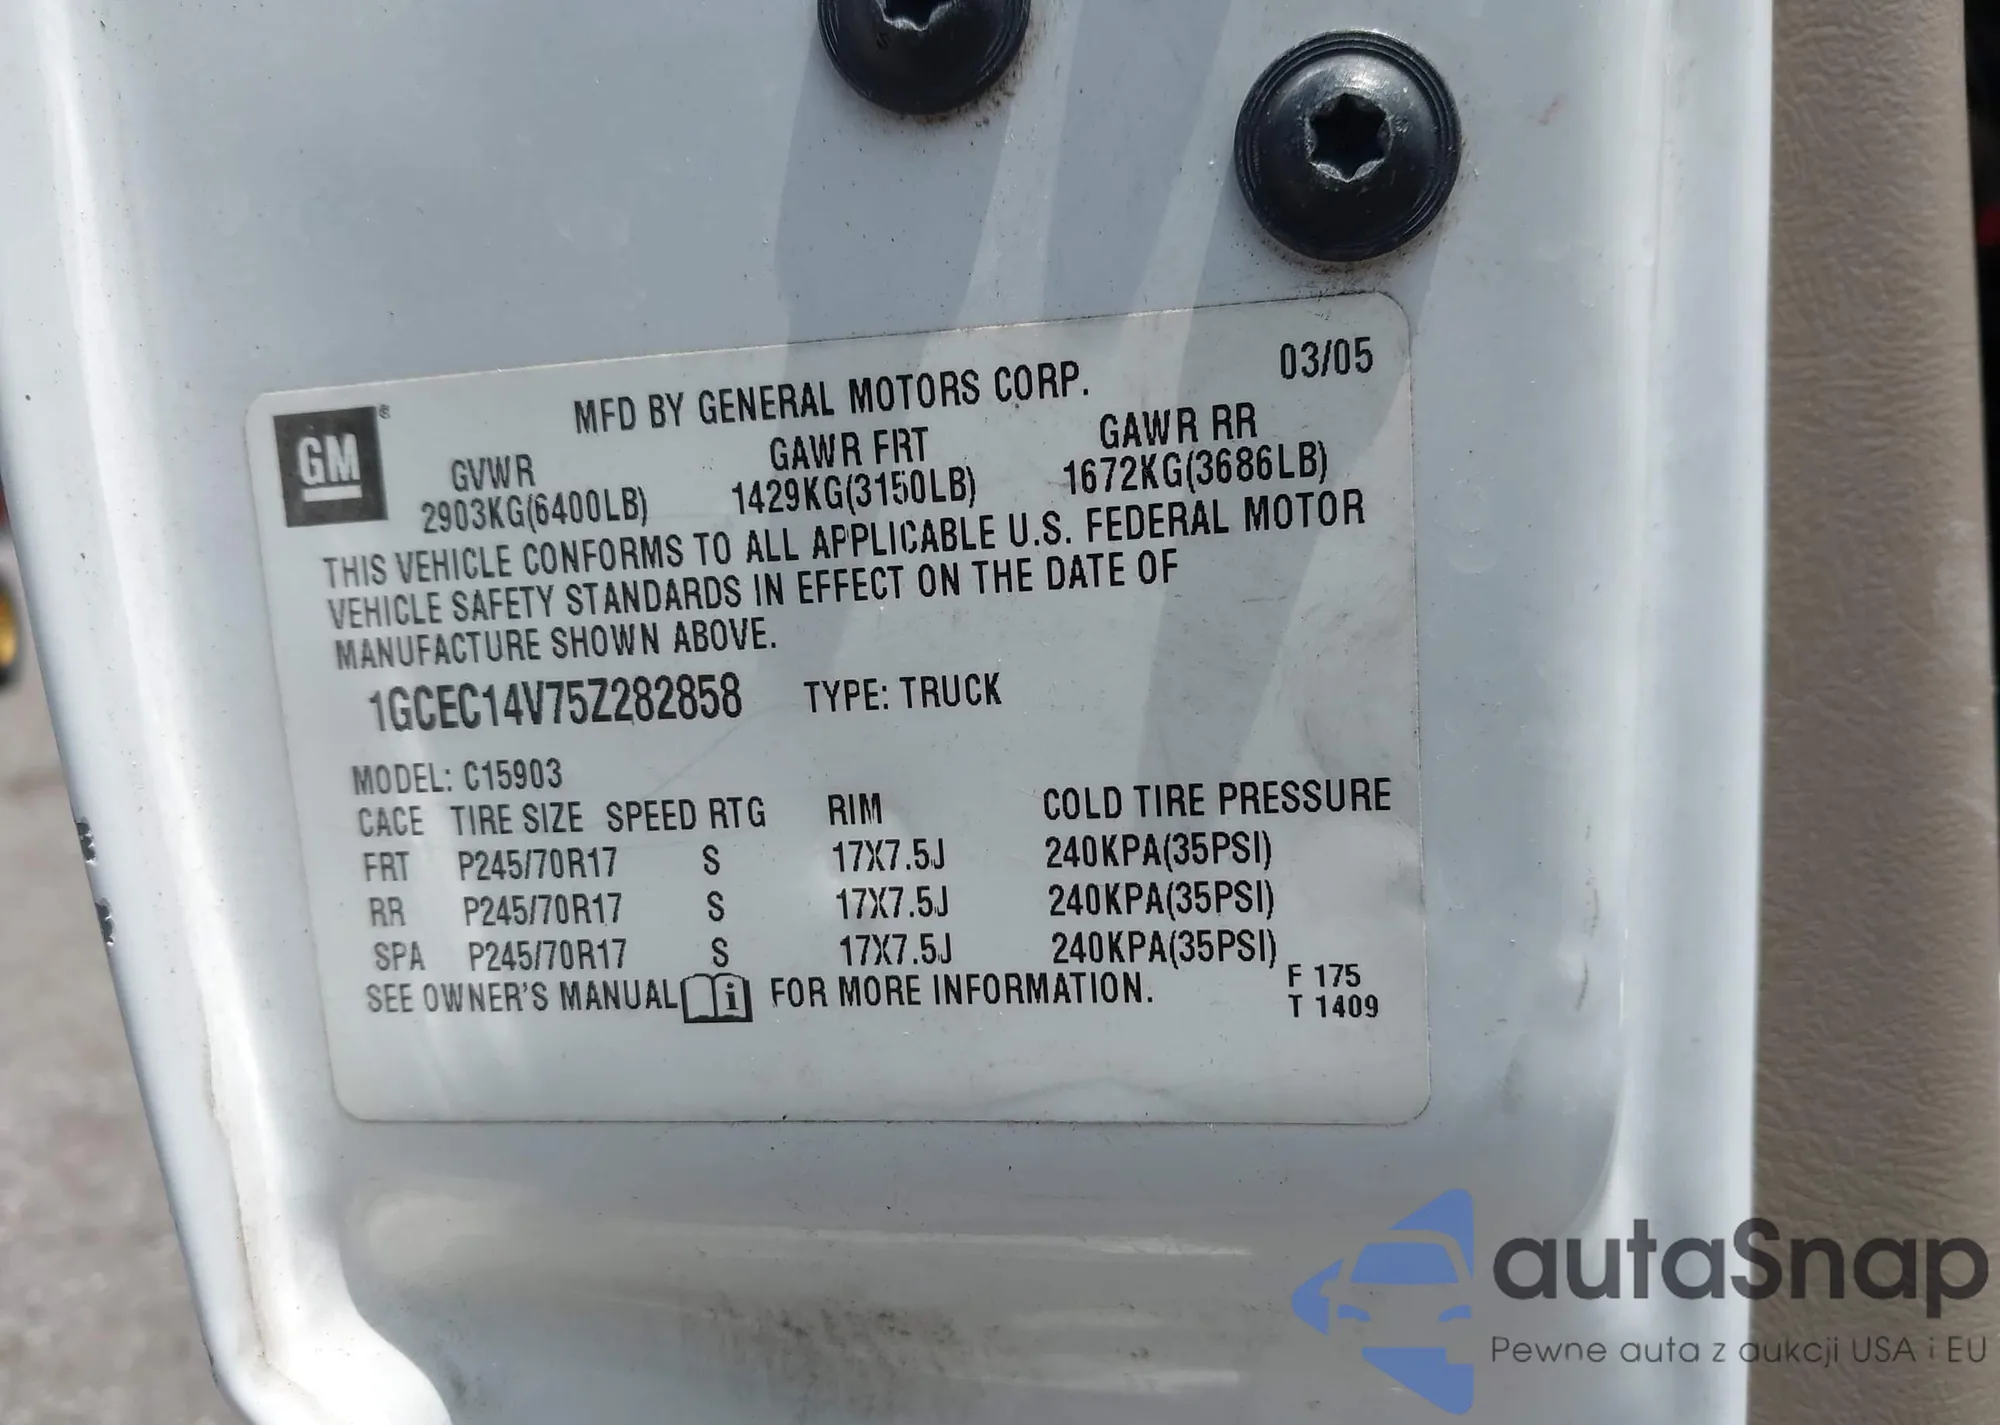 MFD BY GENERAL MOTORS CORP. 03/05
GM®
GVWR GAWR FRT GAWR RR
2903KG(6400LB) 1429KG(3150LB) 1672KG(3686LB)
THIS VEHICLE CONFORMS TO ALL APPLICABLE U.S. FEDERAL MOTOR
VEHICLE SAFETY STANDARDS IN EFFECT ON THE DATE OF
MANUFACTURE SHOWN ABOVE.
1GCEC14V75Z282858 TYPE: TRUCK
MODEL: C15903
CACE TIRE SIZE SPEED RTG RIM COLD TIRE PRESSURE
FRT P245/70R17 S 17X7.5J 240KPA(35PSI)
RR P245/70R17 S 17X7.5J 240KPA(35PSI)
SPA P245/70R17 S 17X7.5J 240KPA(35PSI)
SEE OWNER'S MANUAL i FOR MORE INFORMATION.
F 175
T 1409
autaSnap
Pewne auta z aukcji USA i EU